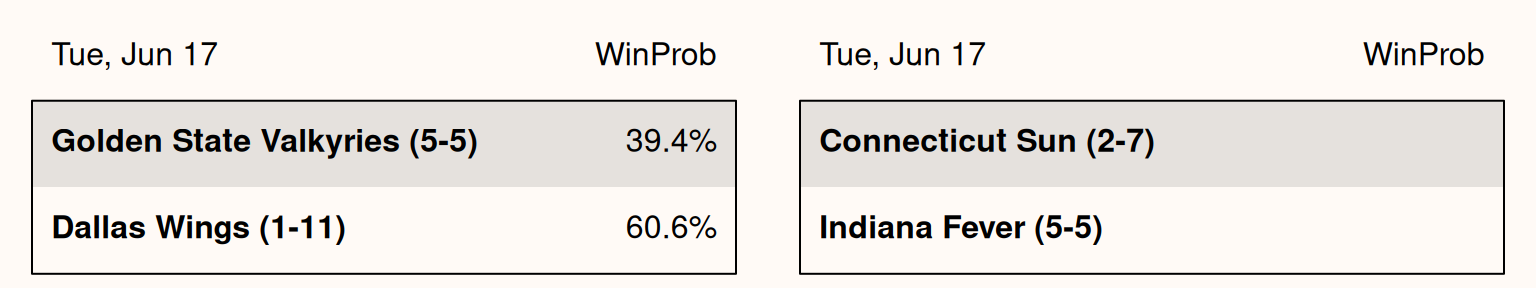 Tue, Jun 17 WinProb
Golden State Valkyries (5-5) 39.4%
Dallas Wings (1-11) 60.6%
Tue, Jun 17 WinProb
Connecticut Sun (2-7)
Indiana Fever (5-5)